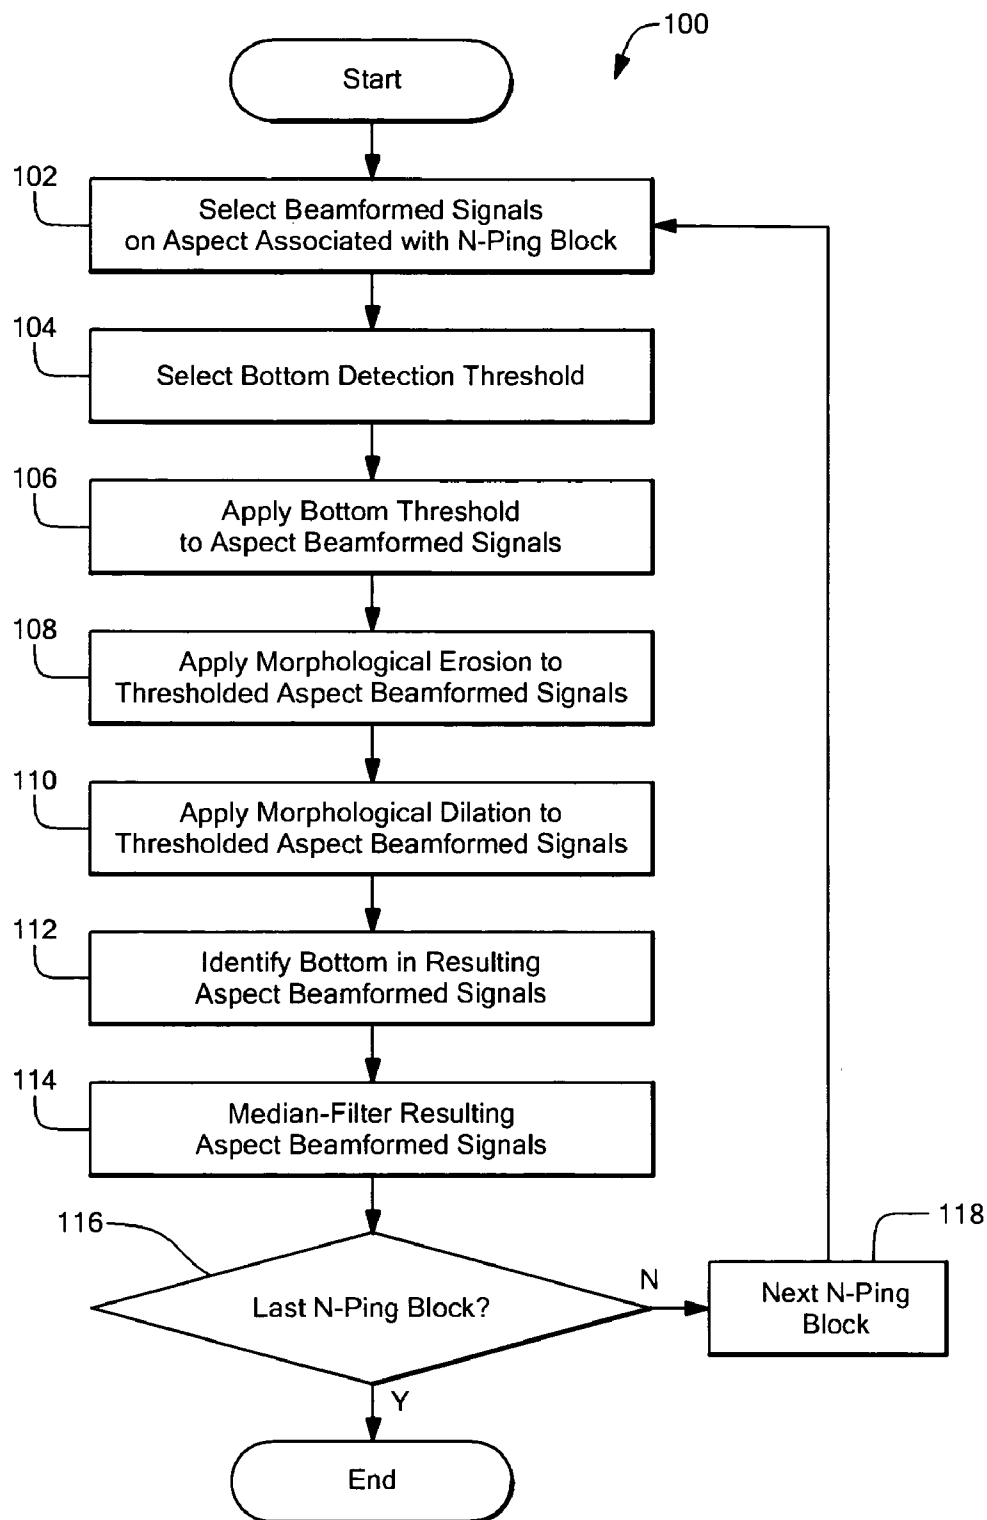 100
Start
102
Select Beamformed Signals
on Aspect Associated with N-Ping Block
104
Select Bottom Detection Threshold
106
Apply Bottom Threshold
to Aspect Beamformed Signals
108
Apply Morphological Erosion to
Thresholded Aspect Beamformed Signals
110
Apply Morphological Dilation to
Thresholded Aspect Beamformed Signals
112
Identify Bottom in Resulting
Aspect Beamformed Signals
114
Median-Filter Resulting
Aspect Beamformed Signals
116
Last N-Ping Block?
N
118
Next N-Ping
Block
Y
End